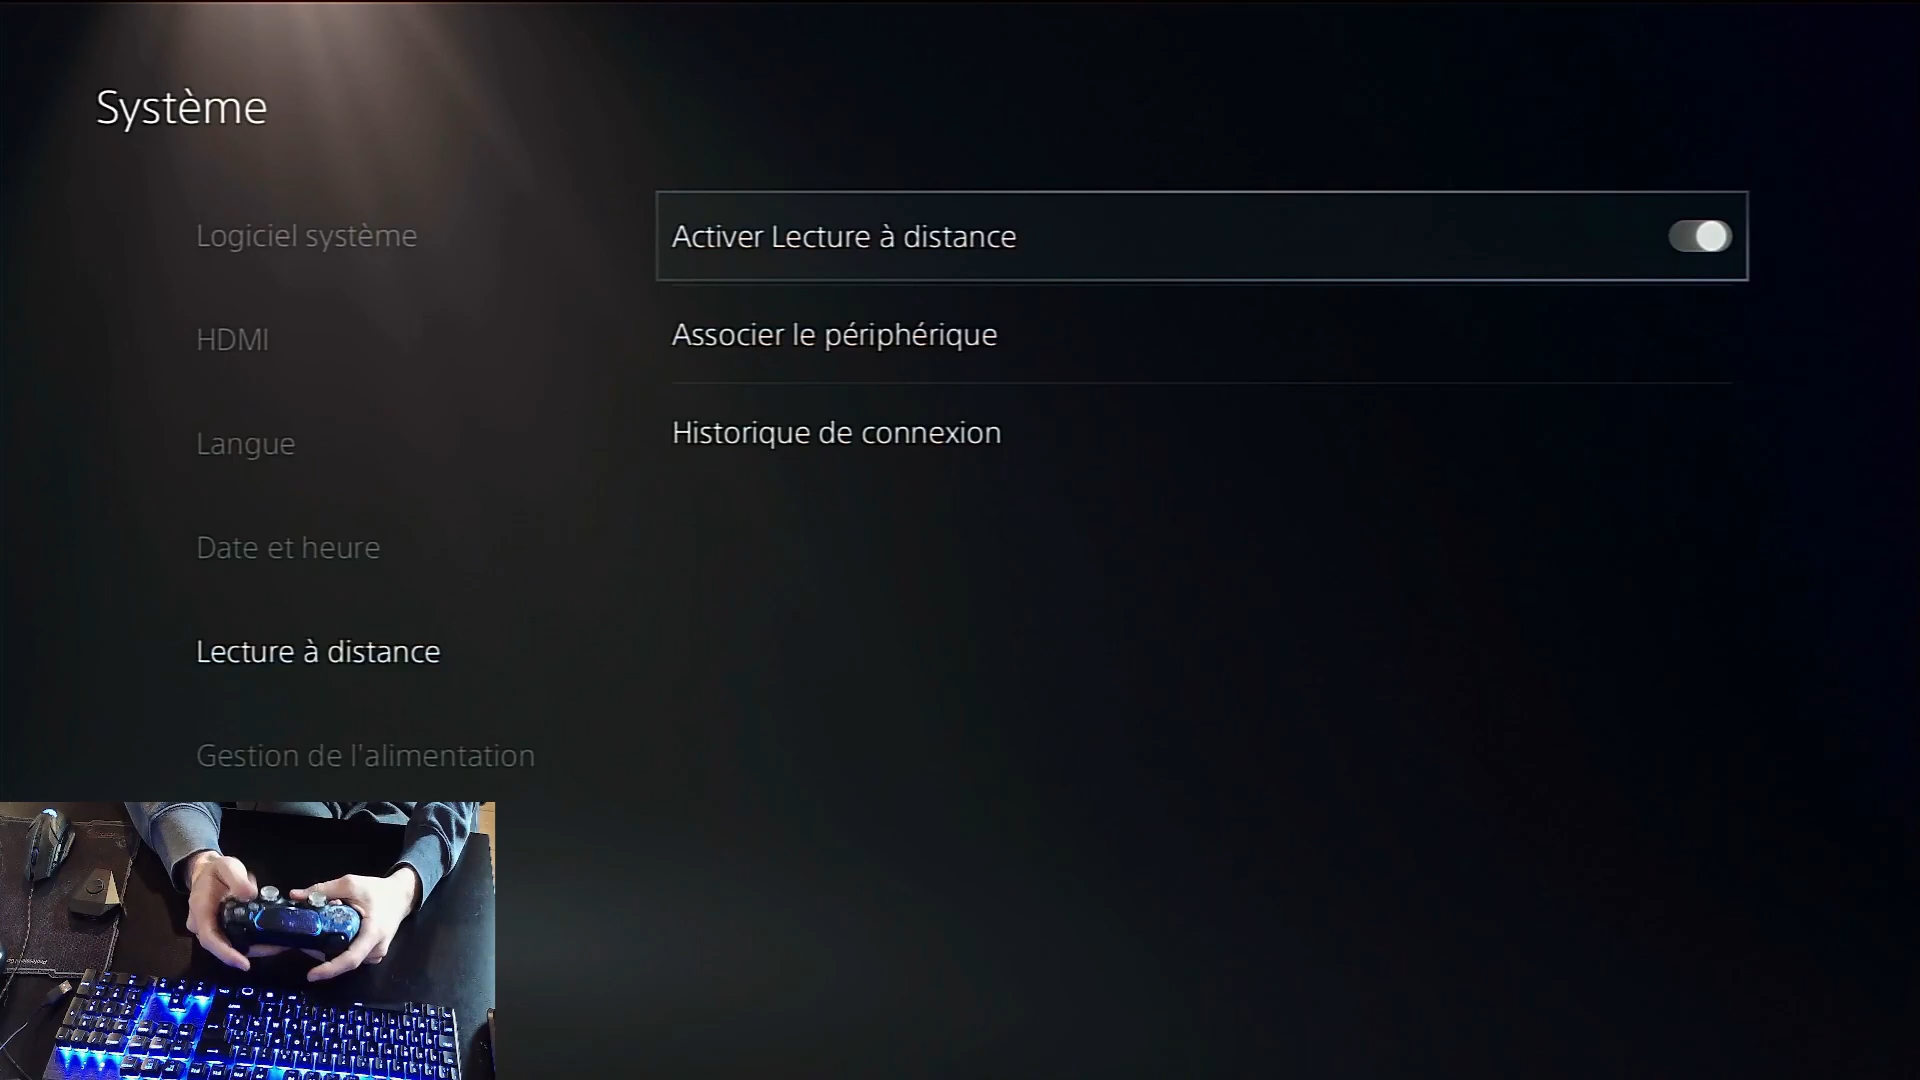 Système
Logiciel système
HDMI
Langue
Date et heure
Lecture à distance
Gestion de l'alimentation
Activer Lecture à distance
Associer le périphérique
Historique de connexion